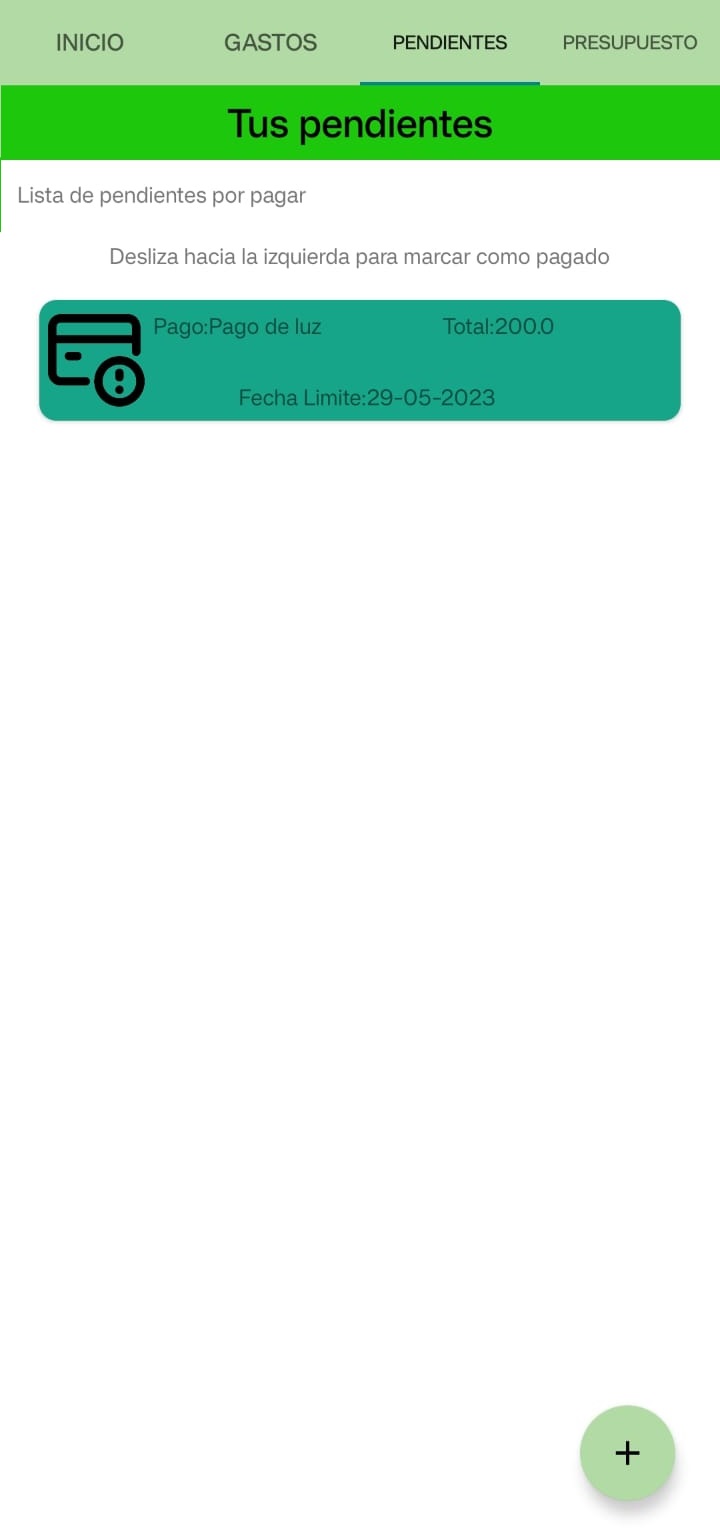 INICIO GASTOS PENDIENTES PRESUPUESTO
Tus pendientes
Lista de pendientes por pagar
Desliza hacia la izquierda para marcar como pagado
Pago:Pago de luz Total:200.0
Fecha Limite:29-05-2023
+